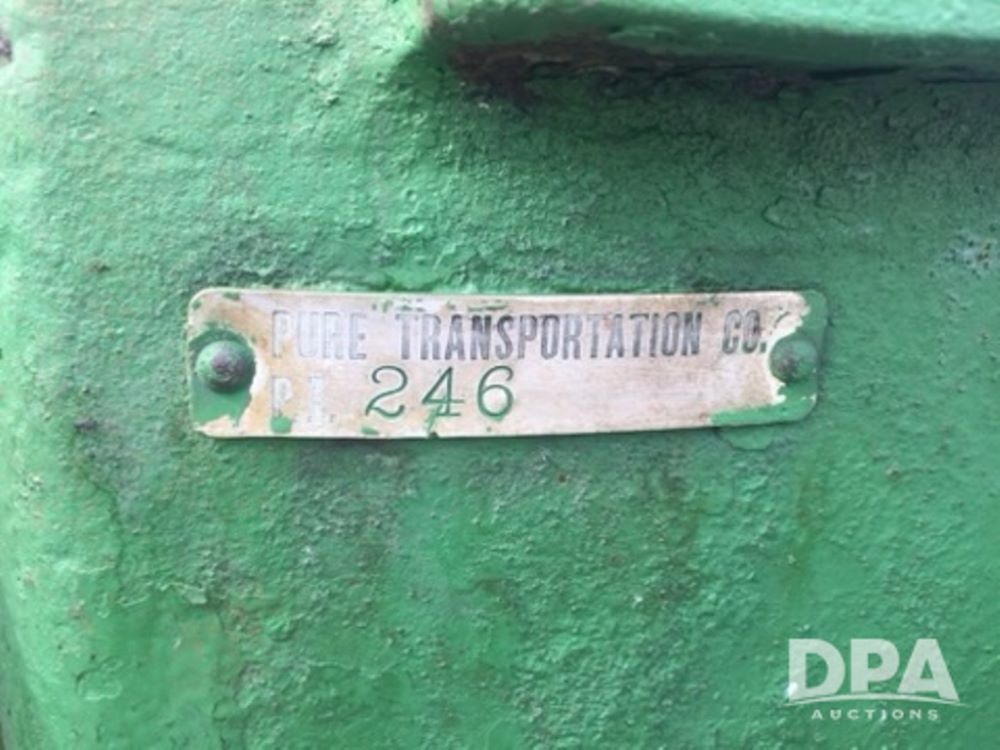 PURE TRANSPORTATION CO.
P.I. 246
DPA
AUCTIONS